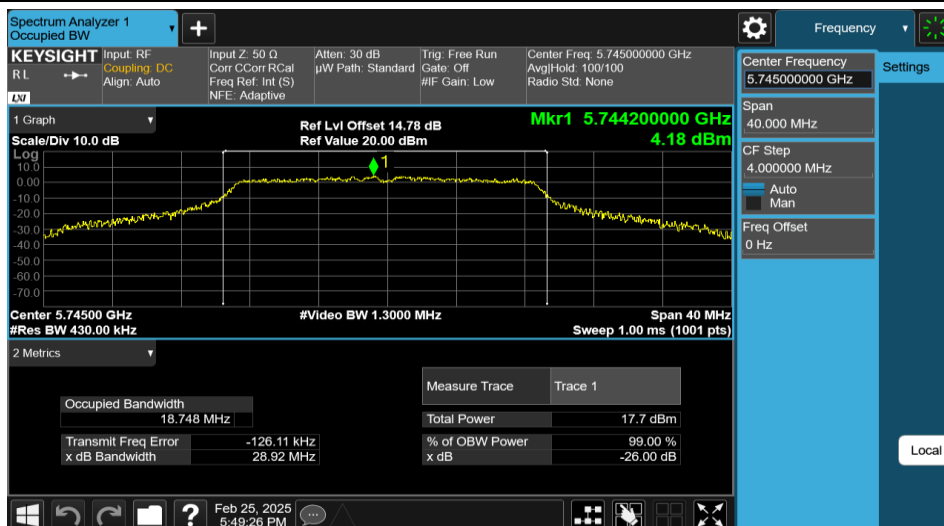 Spectrum Analyzer 1
Occupied BW
Frequency
KEYSIGHT
RL
LXI
Input: RF
Coupling: DC
Align: Auto
Input Z: 50 Ω
Corr CCorr RCal
Freq Ref: Int (S)
NFE: Adaptive
Atten: 30 dB
µW Path: Standard
Trig: Free Run
Gate: Off
#IF Gain: Low
Center Freq: 5.745000000 GHz
Avg|Hold: 100/100
Radio Std: None
Center Frequency
5.745000000 GHz
Settings
Span
40.000 MHz
CF Step
4.000000 MHz
Auto
Man
Freq Offset
0 Hz
Local
1 Graph
Scale/Div 10.0 dB
Ref Lvl Offset 14.78 dB
Ref Value 20.00 dBm
Mkr1 5.744200000 GHz
4.18 dBm
Log
10.0
0.00
-10.0
-20.0
-30.0
-40.0
-50.0
-60.0
-70.0
1
Center 5.74500 GHz
#Res BW 430.00 kHz
#Video BW 1.3000 MHz
Span 40 MHz
Sweep 1.00 ms (1001 pts)
2 Metrics
Measure Trace Trace 1
Occupied Bandwidth
18.748 MHz
Total Power 17.7 dBm
Transmit Freq Error -126.11 kHz
% of OBW Power 99.00 %
x dB Bandwidth 28.92 MHz
x dB -26.00 dB
Feb 25, 2025
5:49:26 PM